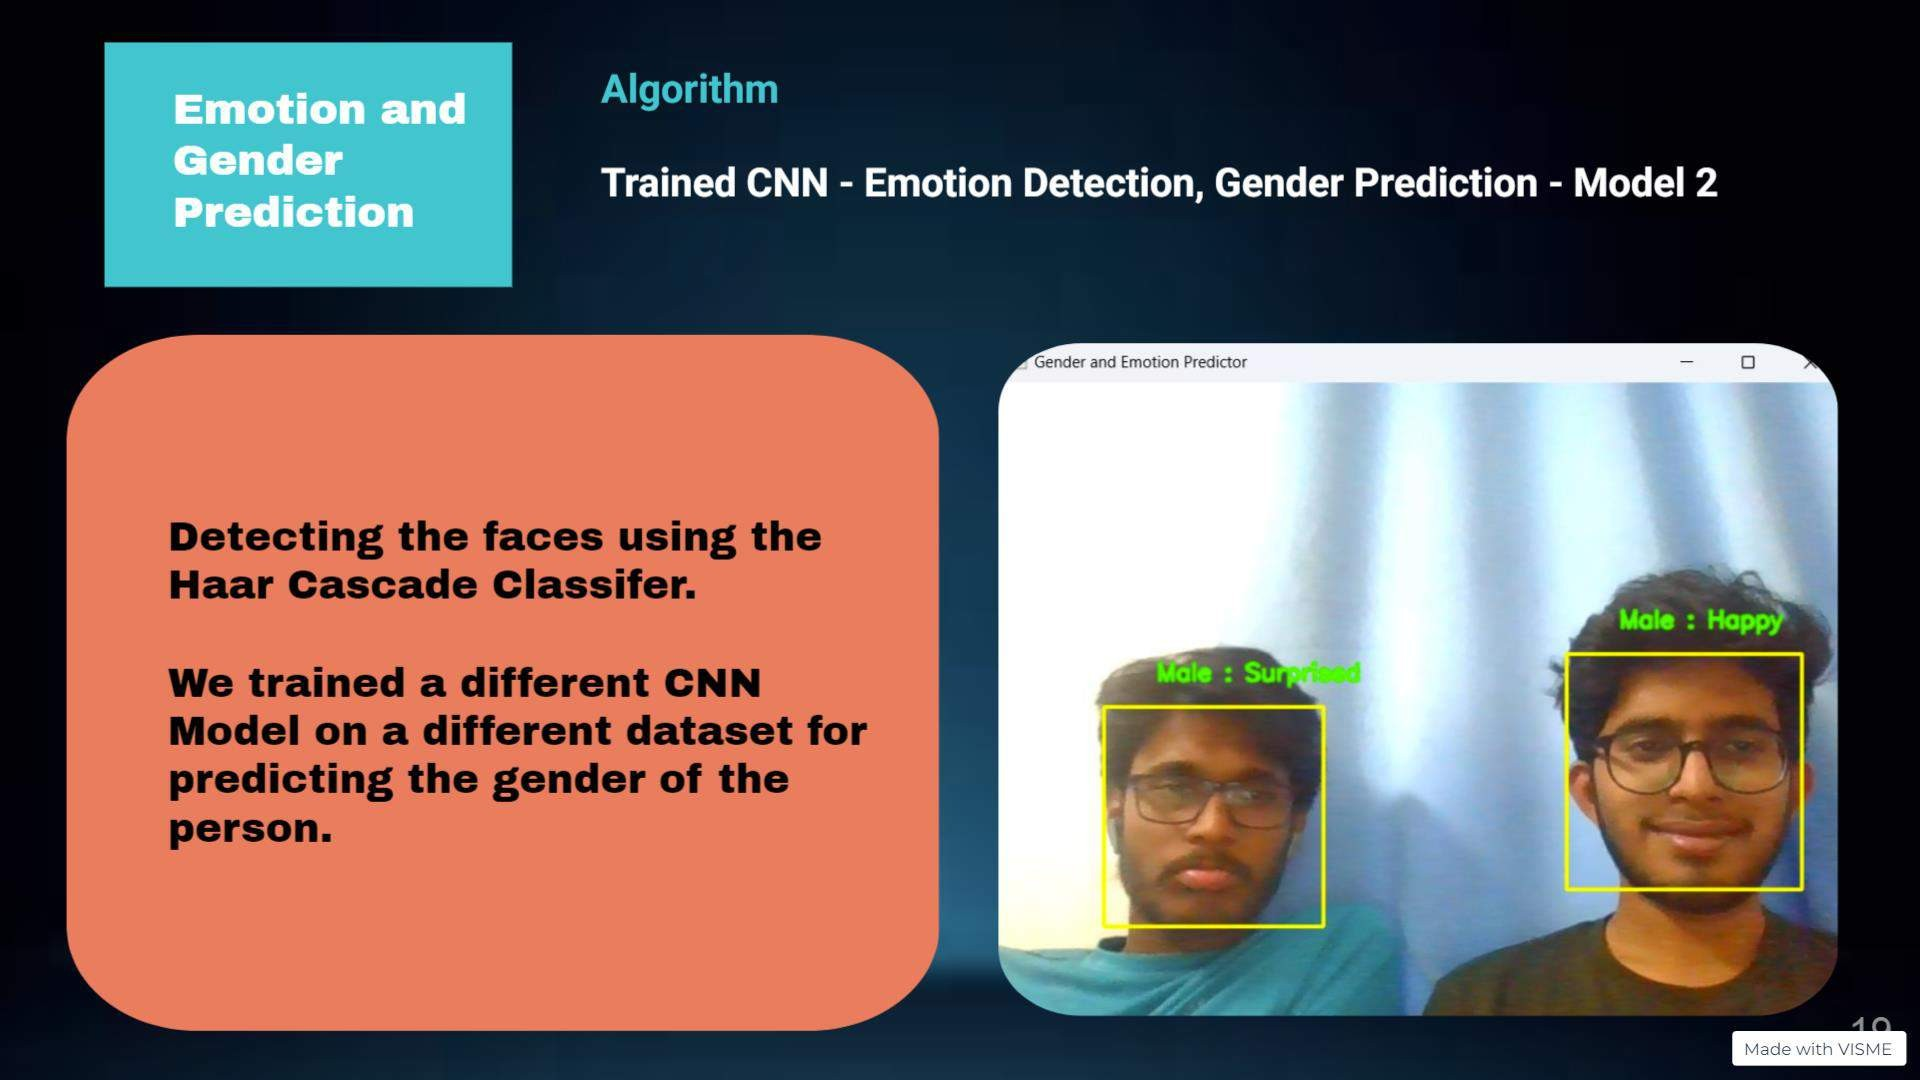 Emotion and
Gender
Prediction
Algorithm
Trained CNN - Emotion Detection, Gender Prediction - Model 2
Detecting the faces using the
Haar Cascade Classifer.
We trained a different CNN
Model on a different dataset for
predicting the gender of the
person.
Gender and Emotion Predictor
Male : Happy
Male : Surprised
19
Made with VISME